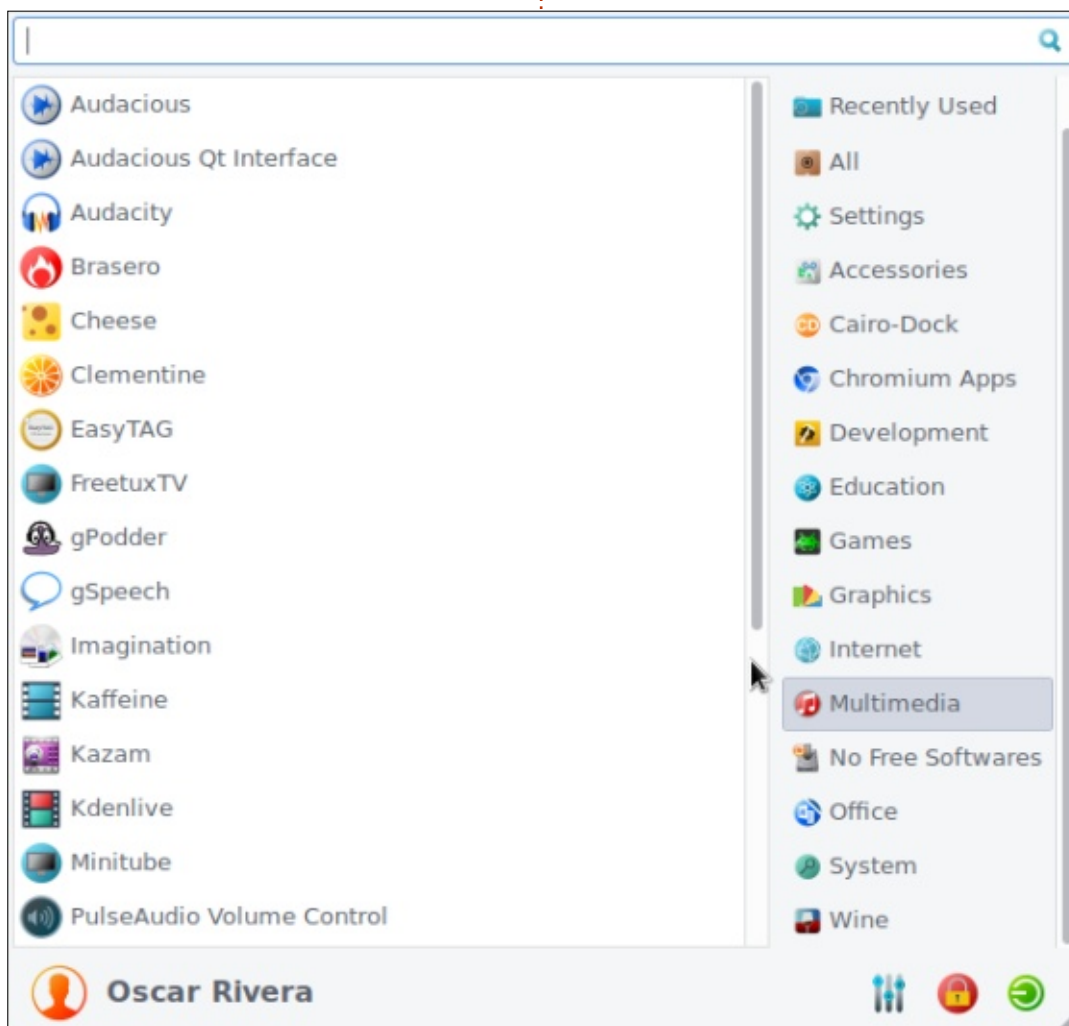 Audacious
Audacious Qt Interface
Audacity
Brasero
Cheese
Clementine
EasyTAG
FreetuxTV
gPodder
gSpeech
Imagination
Kaffeine
Kazam
Kdenlive
Minitube
PulseAudio Volume Control
Recently Used
All
Settings
Accessories
CD
Cairo-Dock
Chromium Apps
Development
Education
Games
Graphics
Internet
Multimedia
No Free Softwares
Office
System
Wine
Oscar Rivera